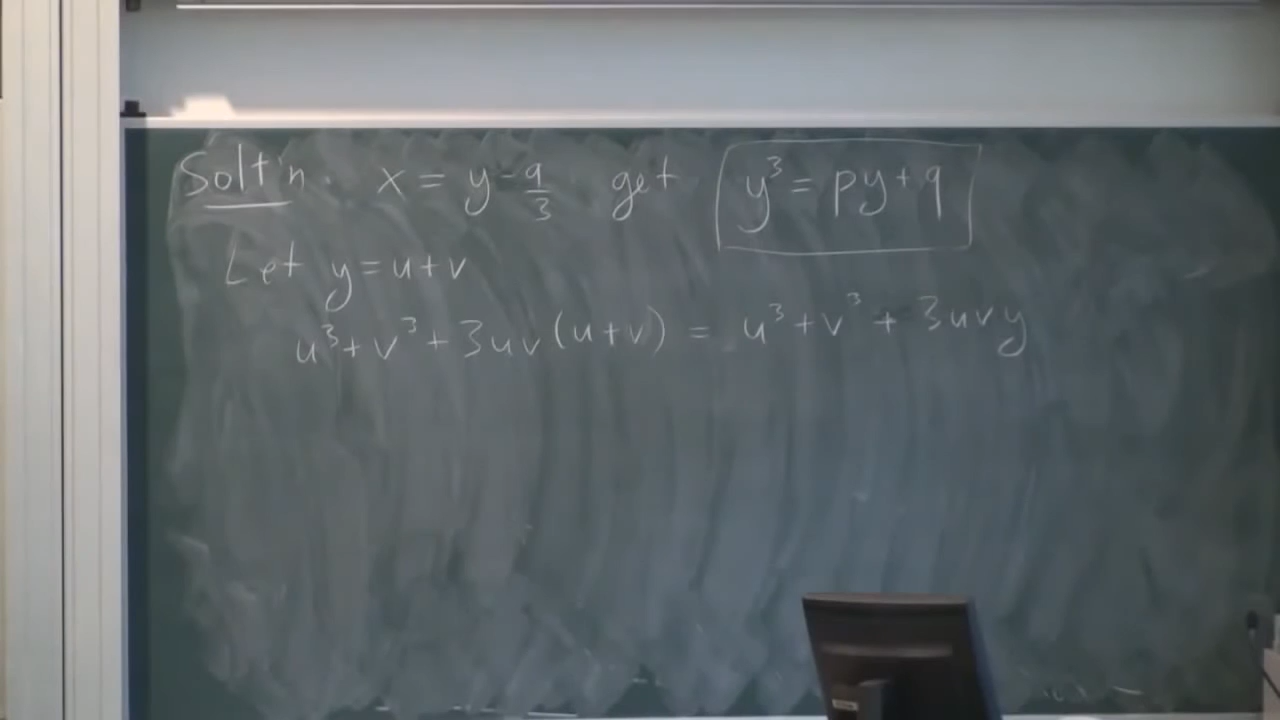 Solt'n. x = y - a/3 get y³ = py + q
Let y = u + v
u³ + v³ + 3uv(u + v) = u³ + v³ + 3uvy